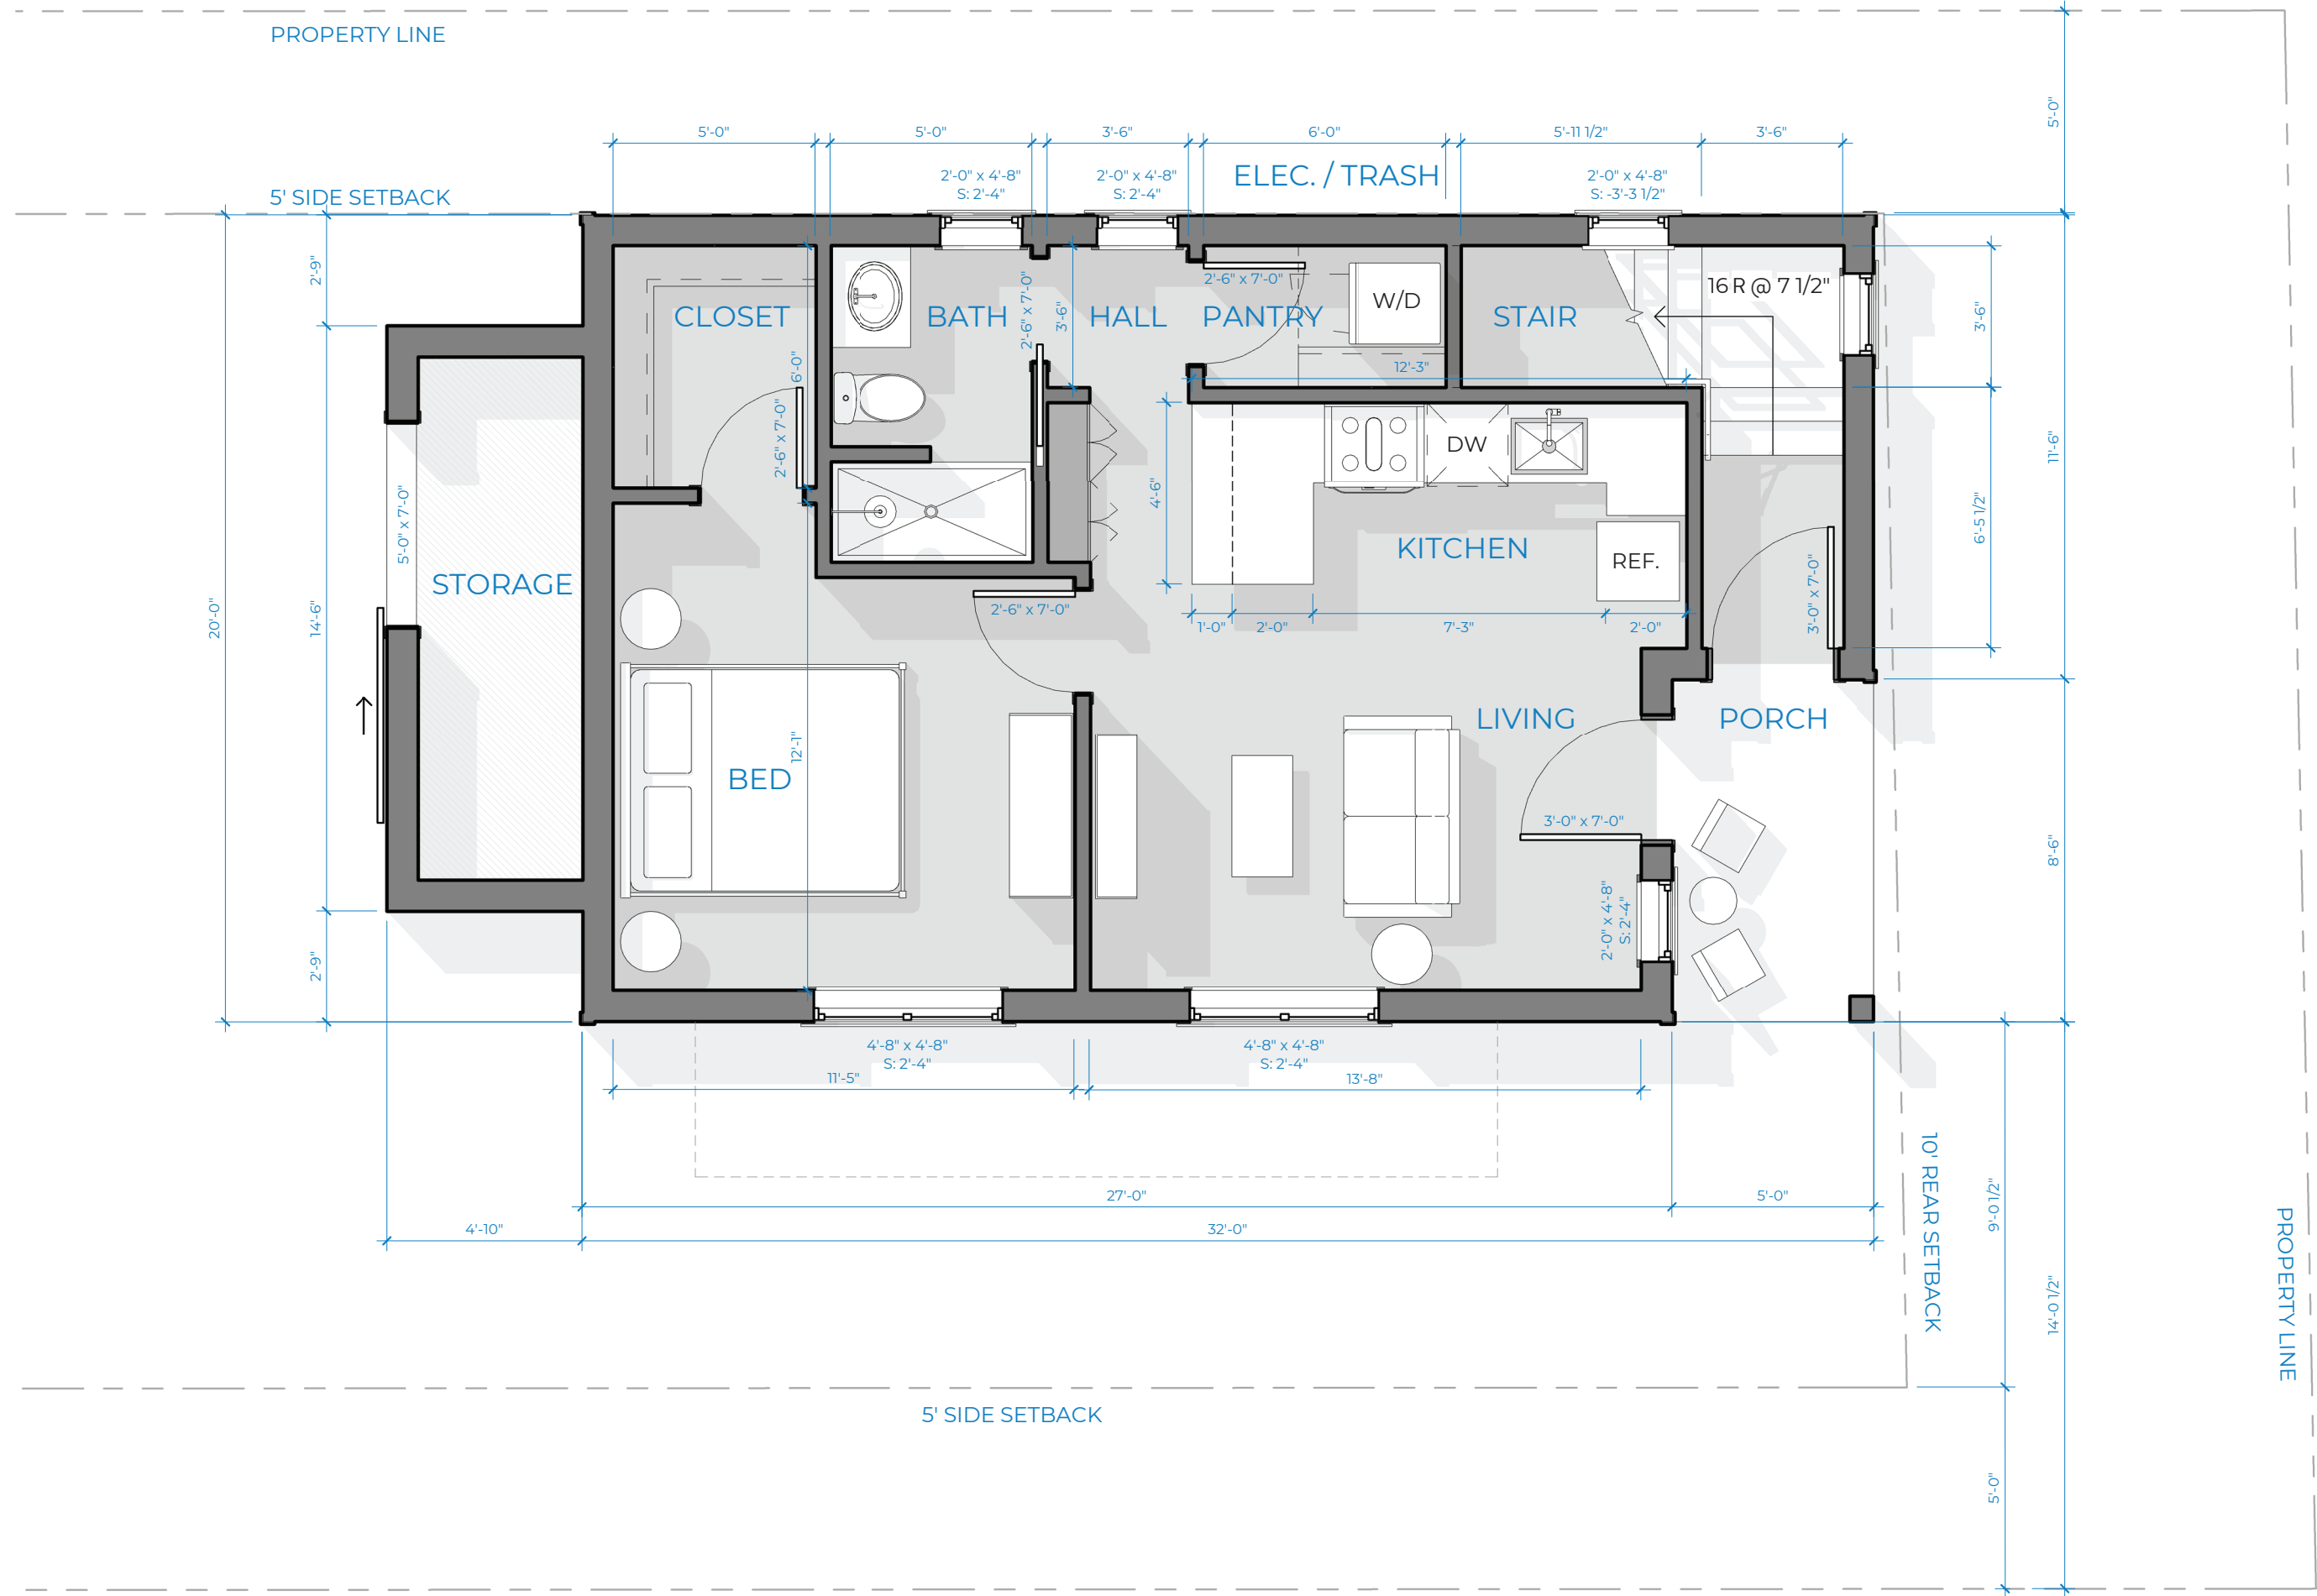 PROPERTY LINE
5'-0"
5'-0"
5'-0"
3'-6"
6'-0"
5'-11 1/2"
3'-6"
2'-0" x 4'-8"
S: 2'-4"
2'-0" x 4'-8"
S: 2'-4"
ELEC. / TRASH
2'-0" x 4'-8"
S: -3'-3 1/2"
5' SIDE SETBACK
2'-9"
2'-6" x 7'-0"
16 R @ 7 1/2"
W/D
CLOSET
BATH
2'-6" x 7'-0"
3'-6"
HALL
PANTRY
STAIR
3'-6"
12'-3"
6'-0"
2'-6" x 7'-0"
DW
11'-6"
4'-6"
5'-0" x 7'-0"
6'-5 1/2"
KITCHEN
REF.
STORAGE
20'-0"
14'-6"
2'-6" x 7'-0"
3'-0" x 7'-0"
1'-0"
2'-0"
7'-3"
2'-0"
LIVING
PORCH
12'-1"
BED
3'-0" x 7'-0"
8'-6"
2'-0" x 4'-8"
S: 2'-4"
2'-9"
4'-8" x 4'-8"
S: 2'-4"
4'-8" x 4'-8"
S: 2'-4"
11'-5"
13'-8"
27'-0"
5'-0"
4'-10"
32'-0"
10' REAR SETBACK
9'-0 1/2"
14'-0 1/2"
PROPERTY LINE
5' SIDE SETBACK
5'-0"